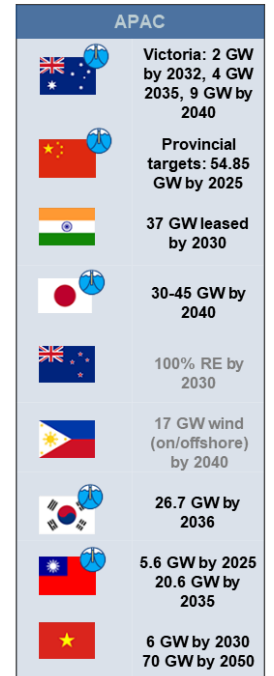 APAC
Victoria: 2 GW
by 2032, 4 GW
2035, 9 GW by
2040
Provincial
targets: 54.85
GW by 2025
37 GW leased
by 2030
30-45 GW by
2040
100% RE by
2030
17 GW wind
(on/offshore)
by 2040
26.7 GW by
2036
5.6 GW by 2025
20.6 GW by
2035
6 GW by 2030
70 GW by 2050